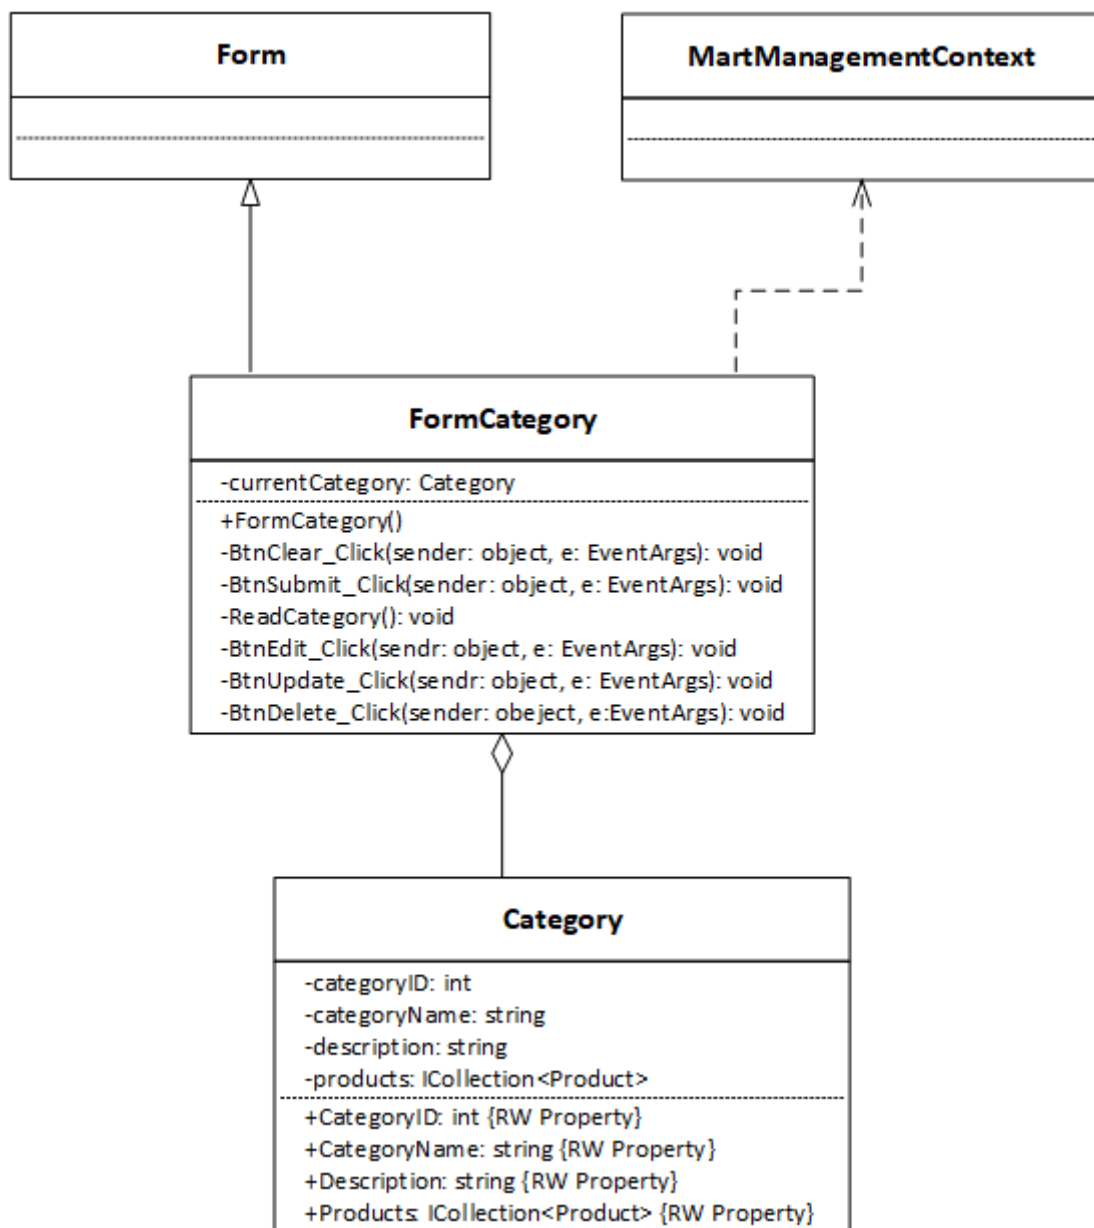 Form
MartManagementContext
FormCategory
-currentCategory: Category
+FormCategory()
-BtnClear_Click(sender: object, e: EventArgs): void
-BtnSubmit_Click(sender: object, e: EventArgs): void
-ReadCategory(): void
-BtnEdit_Click(sendr: object, e: EventArgs): void
-BtnUpdate_Click(sendr: object, e: EventArgs): void
-BtnDelete_Click(sender: obeject, e:EventArgs): void
Category
-categoryID: int
-categoryName: string
-description: string
-products: ICollection<Product>
+CategoryID: int {RW Property}
+CategoryName: string {RW Property}
+Description: string {RW Property}
+Products: ICollection<Product> {RW Property}